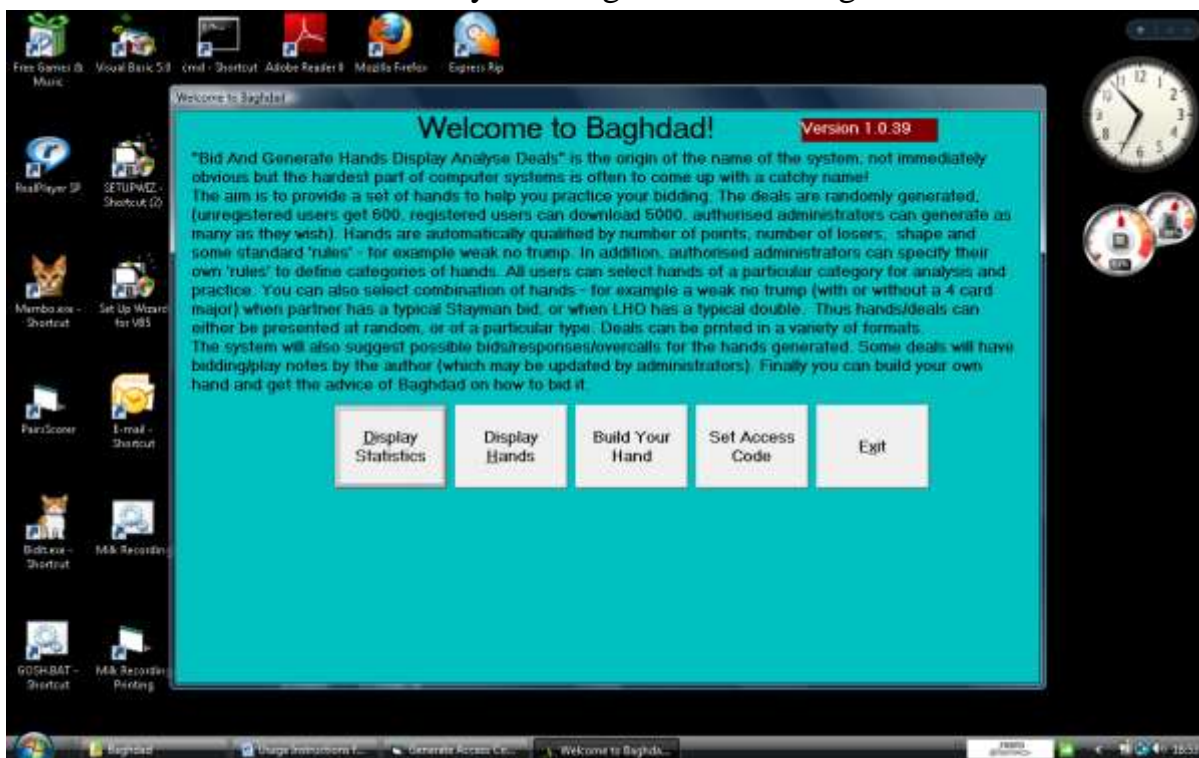 Free Games & Music
Visual Basic 5.0
cmd - Shortcut
Adobe Reader 8
Mozilla Firefox
Express Rip
Welcome to Baghdad
Welcome to Baghdad!
Version 1.0.39
"Bid And Generate Hands Display Analyse Deals" is the origin of the name of the system, not immediately
obvious but the hardest part of computer systems is often to come up with a catchy name!
The aim is to provide a set of hands to help you practice your bidding. The deals are randomly generated,
(unregistered users get 600, registered users can download 5000, authorised administrators can generate as
many as they wish). Hands are automatically qualified by number of points, number of losers, shape and
some standard 'rules' - for example weak no trump. In addition, authorised administrators can specify their
own 'rules' to define categories of hands. All users can select hands of a particular category for analysis and
practice. You can also select combination of hands - for example a weak no trump (with or without a 4 card
major) when partner has a typical Stayman bid, or when LHO has a typical double. Thus hands/deals can
either be presented at random, or of a particular type. Deals can be printed in a variety of formats.
The system will also suggest possible bids/responses/overcalls for the hands generated. Some deals will have
bidding/play notes by the author (which may be updated by administrators). Finally you can build your own
hand and get the advice of Baghdad on how to bid it.
Display Statistics
Display Hands
Build Your Hand
Set Access Code
Exit
RealPlayer SP
SETUPWIZ - Shortcut (2)
Mambo.exe - Shortcut
Set Up Wizard for VB5
PairsScorer
E-mail - Shortcut
Bidit.exe - Shortcut
Milk Recording
GOSH.BAT - Shortcut
Milk Recording Printing
Baghdad
Usage Instructions f...
Generate Access Co...
Welcome to Baghda...